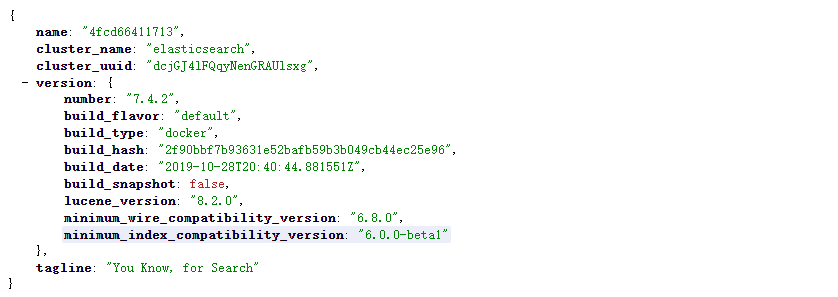 {
name: "4fcd66411713",
cluster_name: "elasticsearch",
cluster_uuid: "dcjGJ4lFQqyNenGRAUlsxg",
- version: {
number: "7.4.2",
build_flavor: "default",
build_type: "docker",
build_hash: "2f90bbf7b93631e52bafb59b3b049cb44ec25e96",
build_date: "2019-10-28T20:40:44.881551Z",
build_snapshot: false,
lucene_version: "8.2.0",
minimum_wire_compatibility_version: "6.8.0",
minimum_index_compatibility_version: "6.0.0-beta1"
},
tagline: "You Know, for Search"
}